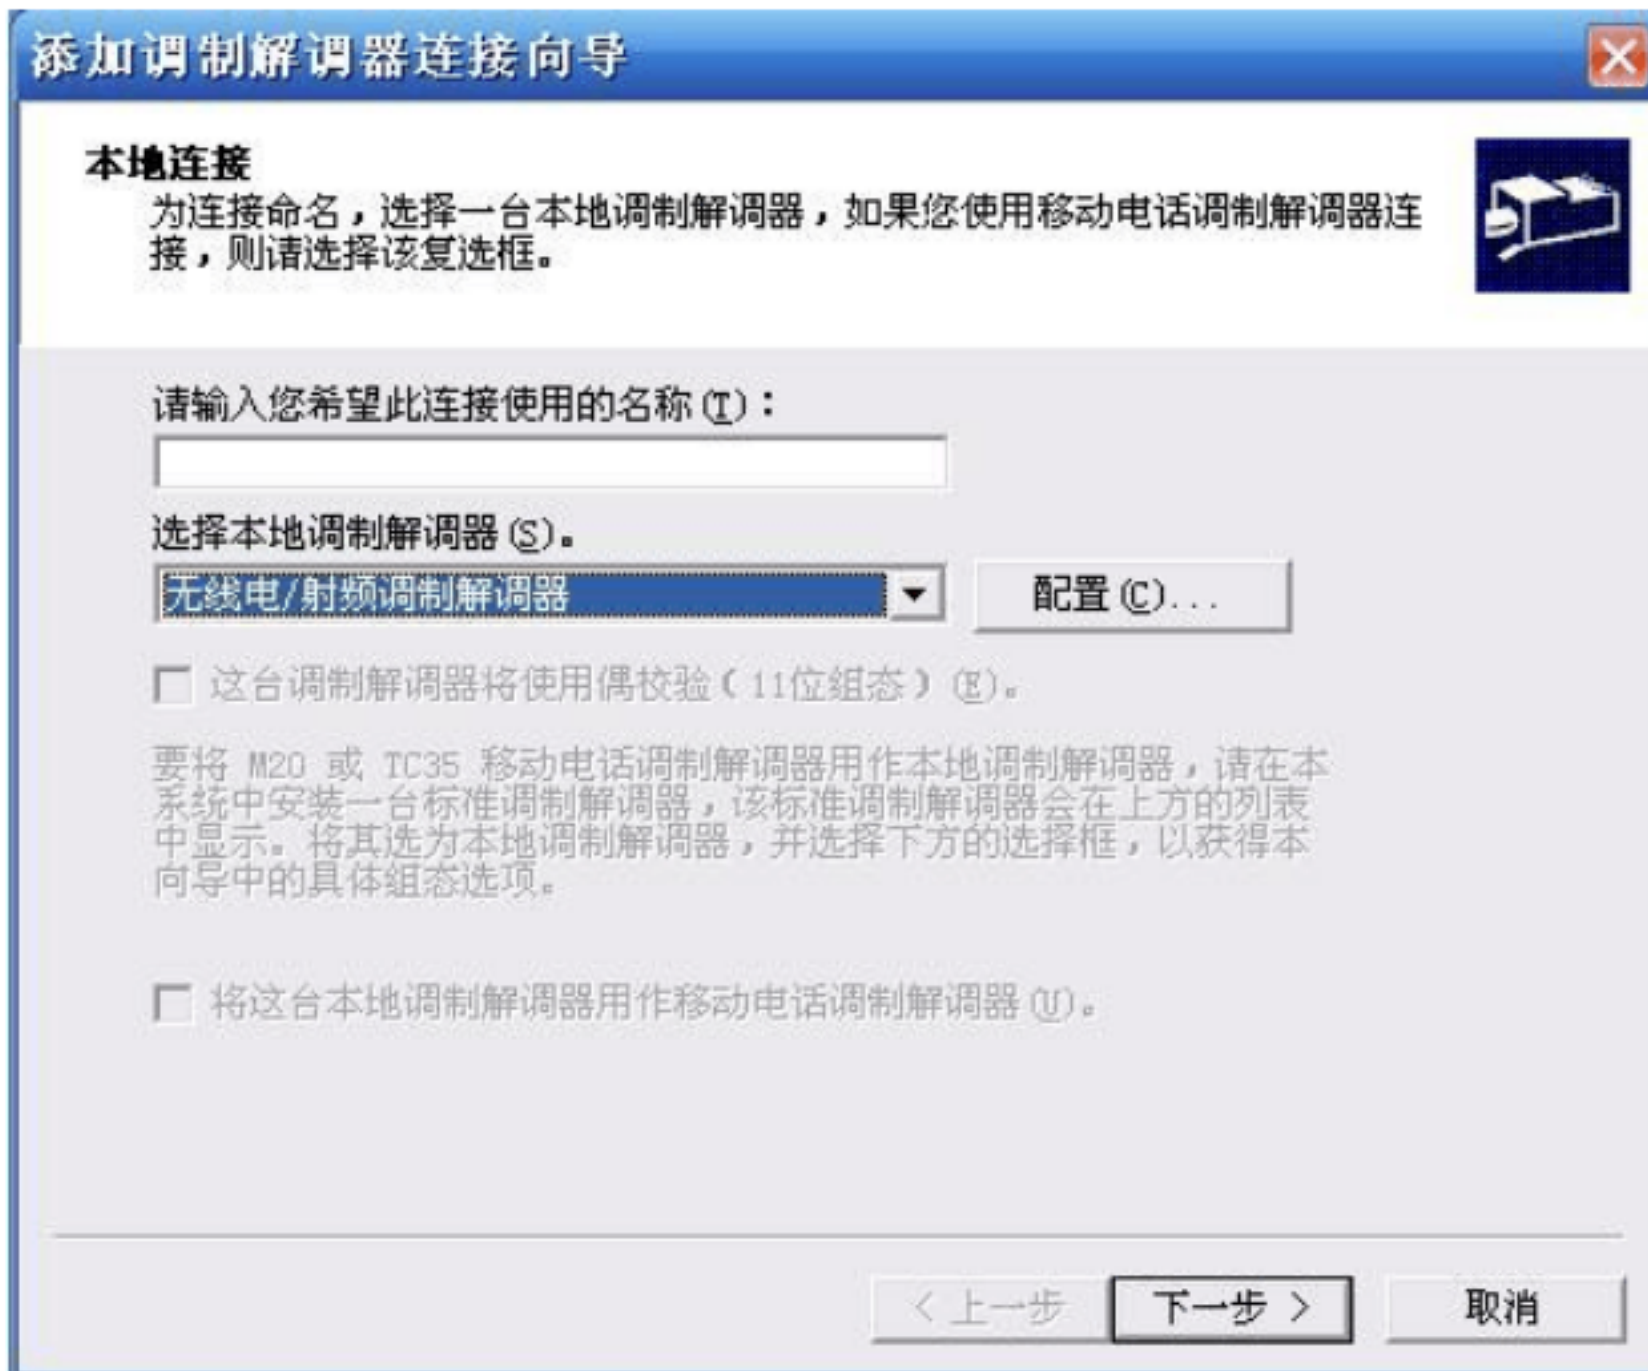 添加调制解调器连接向导
本地连接
为连接命名，选择一台本地调制解调器，如果您使用移动电话调制解调器连
接，则请选择该复选框。
请输入您希望此连接使用的名称(T)：
选择本地调制解调器(S)。
无线电/射频调制解调器
配置(C)...
这台调制解调器将使用偶校验（11位组态）(E)。
要将 M20 或 TC35 移动电话调制解调器用作本地调制解调器，请在本
系统中安装一台标准调制解调器，该标准调制解调器会在上方的列表
中显示。将其选为本地调制解调器，并选择下方的选择框，以获得本
向导中的具体组态选项。
将这台本地调制解调器用作移动电话调制解调器(U)。
< 上一步
下一步 >
取消